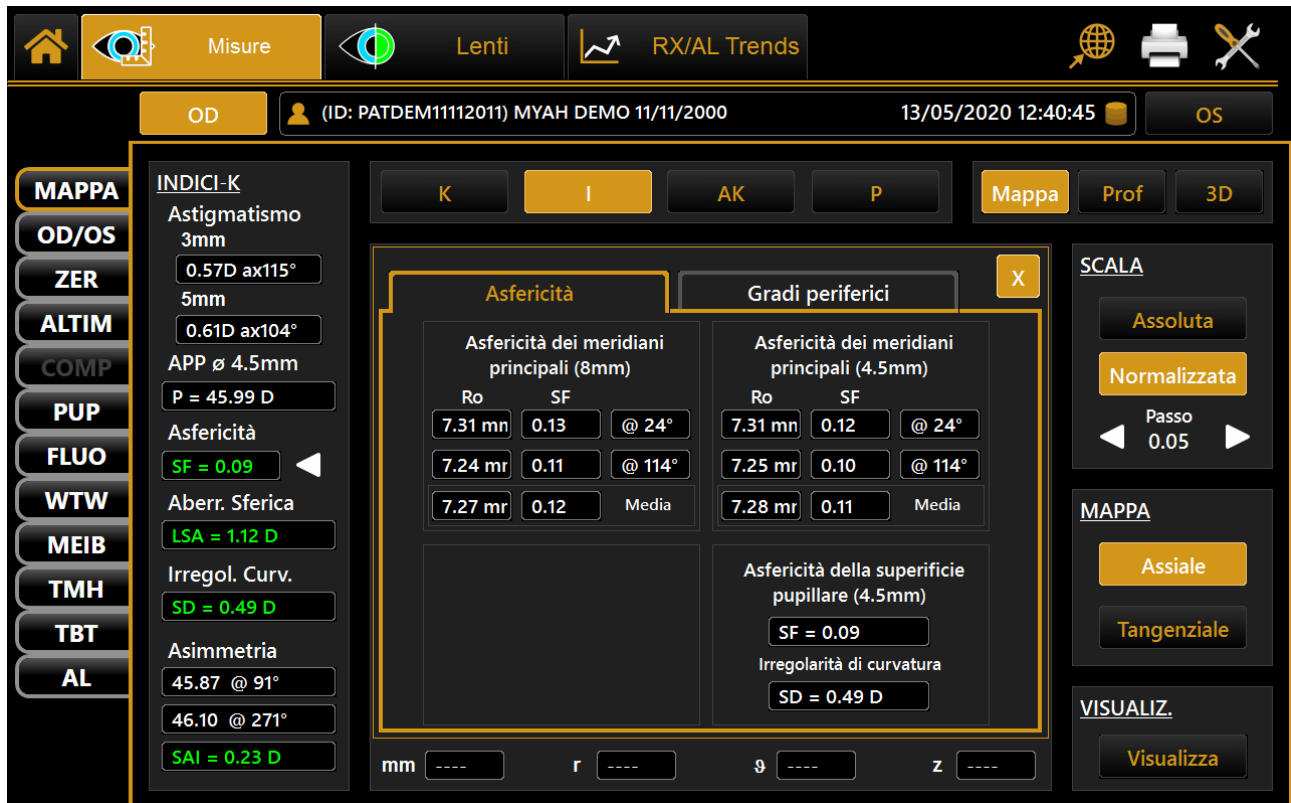 Misure
Lenti
RX/AL Trends
OD
(ID: PATDEM11112011) MYAH DEMO 11/11/2000
13/05/2020 12:40:45
OS
MAPPA
OD/OS
ZER
ALTIM
COMP
PUP
FLUO
WTW
MEIB
TMH
TBT
AL
INDICI-K
Astigmatismo
3mm
0.57D ax115°
5mm
0.61D ax104°
APP ø 4.5mm
P = 45.99 D
Asfericità
SF = 0.09
Aberr. Sferica
LSA = 1.12 D
Irregol. Curv.
SD = 0.49 D
Asimmetria
45.87 @ 91°
46.10 @ 271°
SAI = 0.23 D
K
I
AK
P
Mappa
Prof
3D
Asfericità
Gradi periferici
X
Asfericità dei meridiani
principali (8mm)
Ro SF
7.31 mm 0.13 @ 24°
7.24 mr 0.11 @ 114°
7.27 mr 0.12 Media
Asfericità dei meridiani
principali (4.5mm)
Ro SF
7.31 mm 0.12 @ 24°
7.25 mr 0.10 @ 114°
7.28 mr 0.11 Media
Asfericità della superificie
pupillare (4.5mm)
SF = 0.09
Irregolarità di curvatura
SD = 0.49 D
mm ---- r ---- ϑ ---- z ----
SCALA
Assoluta
Normalizzata
Passo
0.05
MAPPA
Assiale
Tangenziale
VISUALIZ.
Visualizza